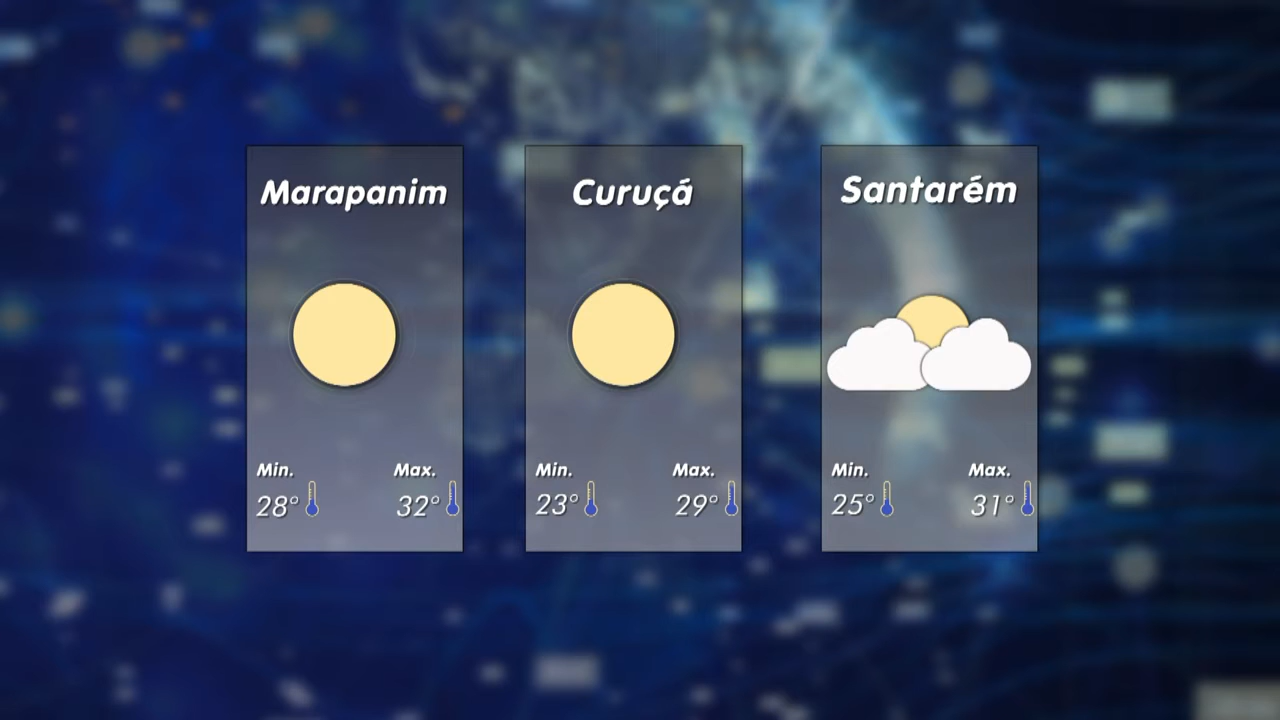 Marapanim
Min. Max.
28° 32°
Curuçá
Min. Max.
23° 29°
Santarém
Min. Max.
25° 31°